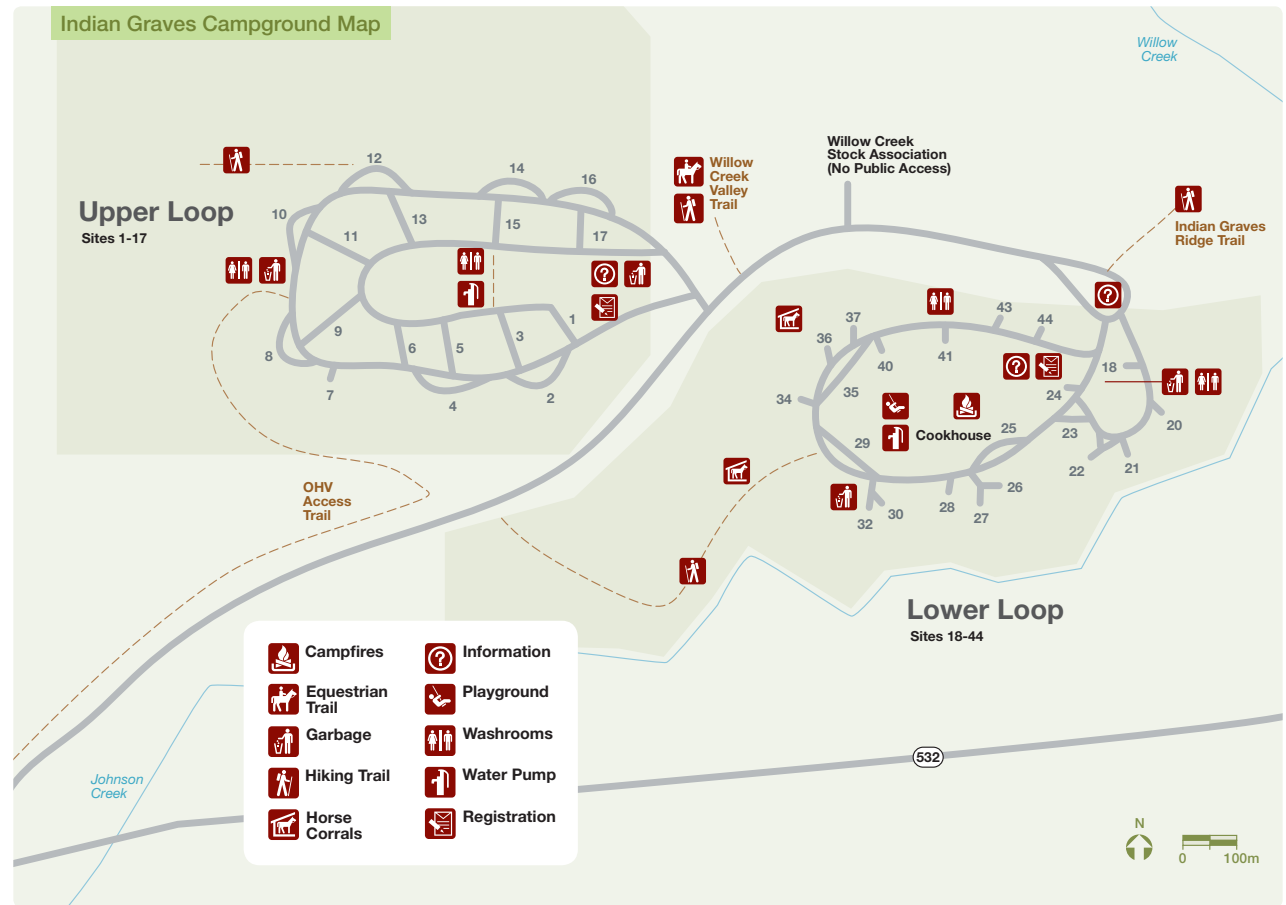 Indian Graves Campground Map
Willow
Creek
Willow Creek
Stock Association
(No Public Access)
Willow
Creek
Valley
Trail
Indian Graves
Ridge Trail
Upper Loop
Sites 1-17
12
14
16
10
13
15
17
11
1
9
3
6
5
8
7
4
2
OHV
Access
Trail
43
37
44
36
41
40
18
24
35
34
20
25
23
29
Cookhouse
22
21
26
28
30
27
32
Lower Loop
Sites 18-44
Campfires
Equestrian
Trail
Garbage
Hiking Trail
Horse
Corrals
Information
Playground
Washrooms
Water Pump
Registration
532
Johnson
Creek
N
0
100m